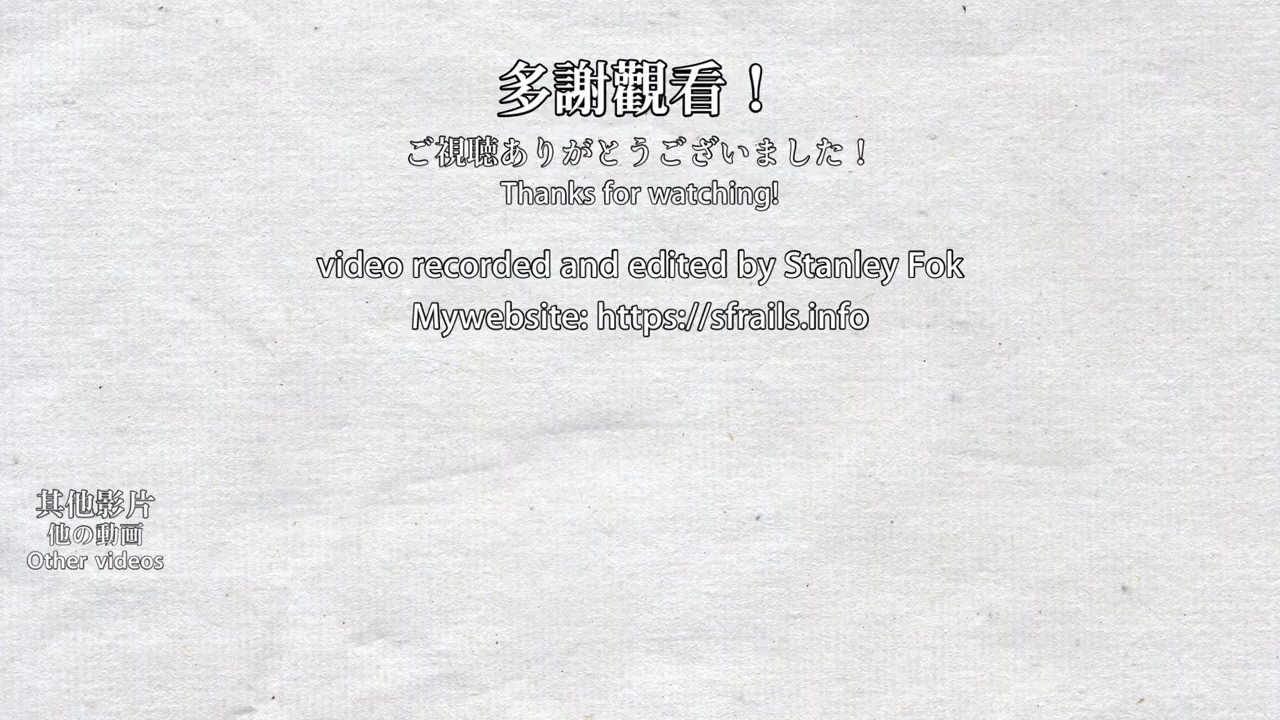 多謝觀看！
ご視聴ありがとうございました！
Thanks for watching!
video recorded and edited by Stanley Fok
Mywebsite: https://sfrails.info
其他影片
他の動画
Other videos